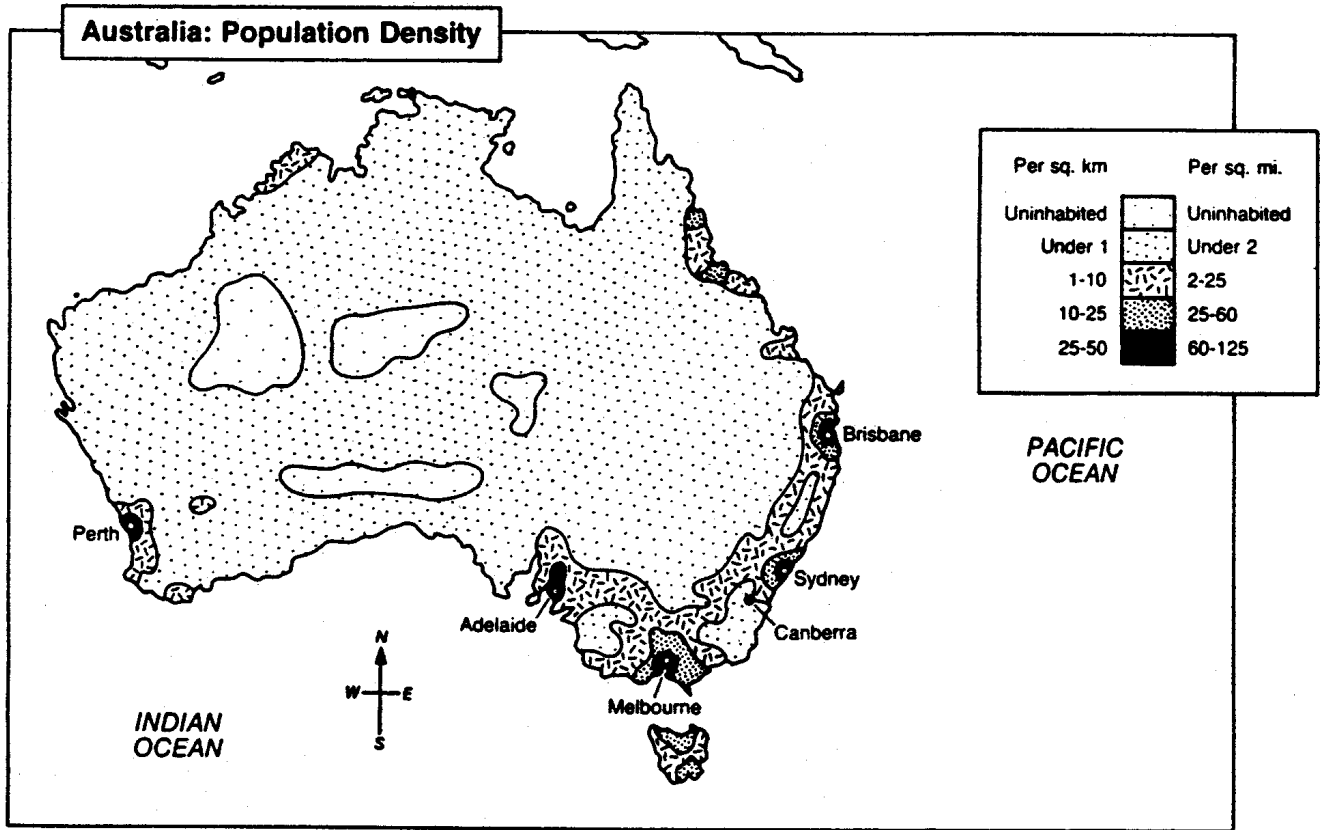 Australia: Population Density
Per sq. km Per sq. mi.
Uninhabited Uninhabited
Under 1 Under 2
1-10 2-25
10-25 25-60
25-50 60-125
Brisbane
PACIFIC
OCEAN
Perth
Sydney
Adelaide
Canberra
N
W E
S
Melbourne
INDIAN
OCEAN